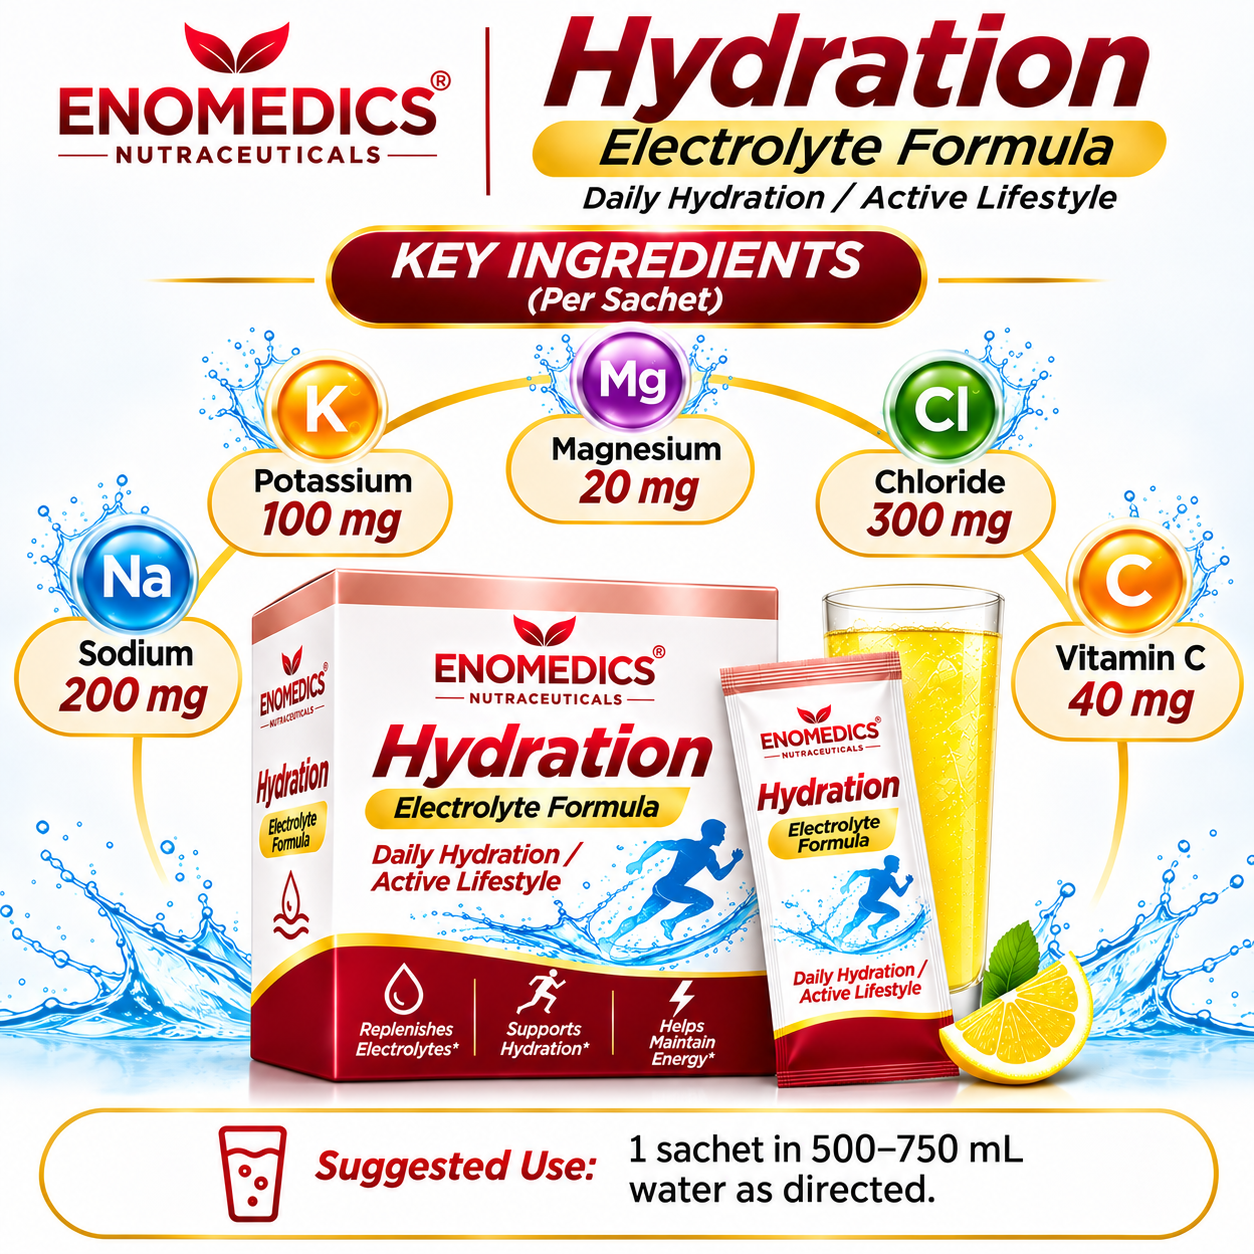 ENOMEDICS®
NUTRACEUTICALS
Hydration
Electrolyte Formula
Daily Hydration / Active Lifestyle
KEY INGREDIENTS
(Per Sachet)
Na
Sodium
200 mg
K
Potassium
100 mg
Mg
Magnesium
20 mg
Cl
Chloride
300 mg
C
Vitamin C
40 mg
ENOMEDICS®
NUTRACEUTICALS
Hydration
Electrolyte
Formula
ENOMEDICS®
NUTRACEUTICALS
Hydration
Electrolyte Formula
Daily Hydration /
Active Lifestyle
Replenishes
Electrolytes*
Supports
Hydration*
Helps
Maintain
Energy*
ENOMEDICS®
NUTRACEUTICALS
Hydration
Electrolyte
Formula
Daily Hydration /
Active Lifestyle
Suggested Use:
1 sachet in 500–750 mL
water as directed.